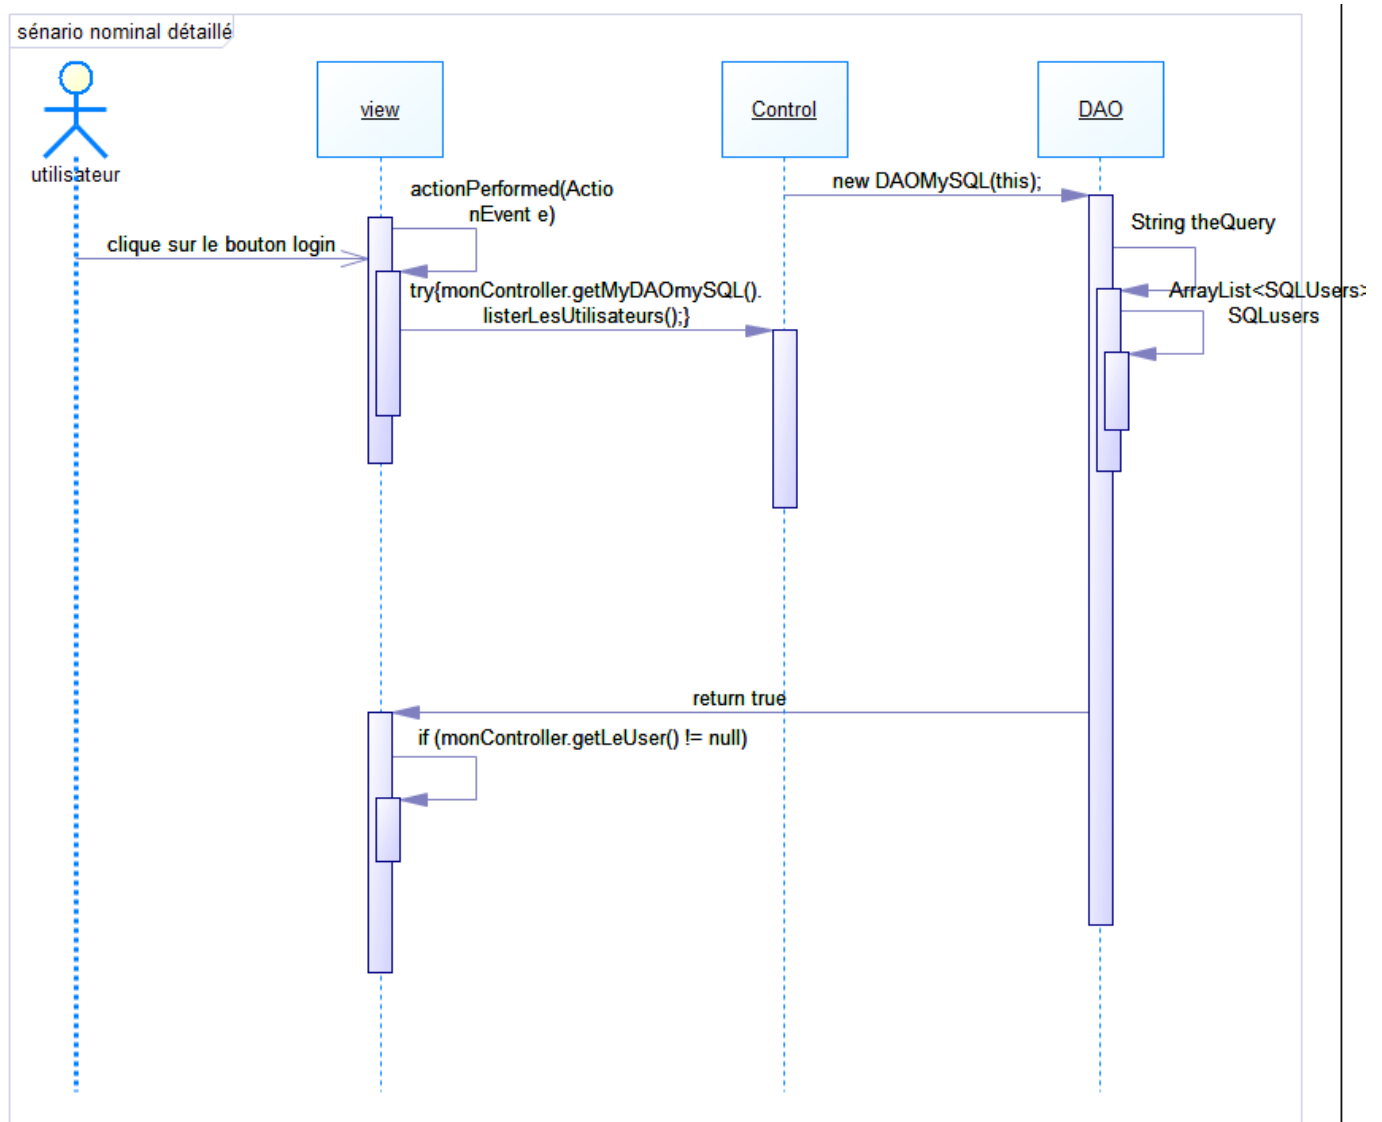 sénario nominal détaillé
utilisateur
view
Control
DAO
new DAOMySQL(this);
actionPerformed(Actio
nEvent e)
String theQuery
clique sur le bouton login
try{monController.getMyDAOmySQL().
listerLesUtilisateurs();}
ArrayList<SQLUsers>
SQLusers
return true
if (monController.getLeUser() != null)